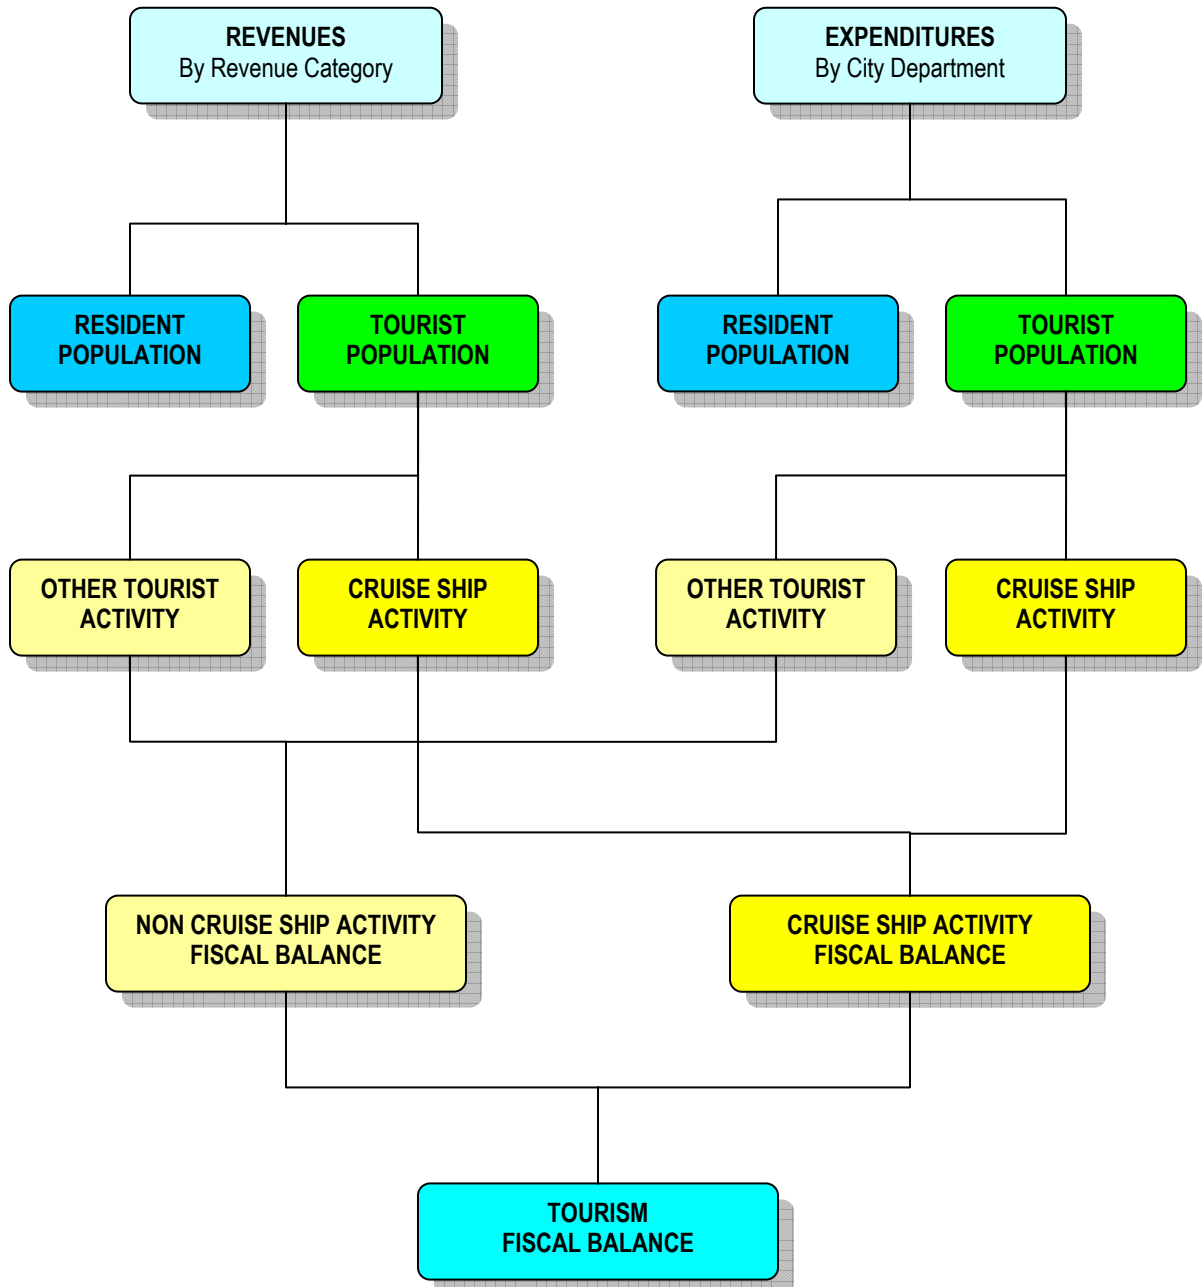 REVENUES
By Revenue Category
EXPENDITURES
By City Department
RESIDENT
POPULATION
TOURIST
POPULATION
RESIDENT
POPULATION
TOURIST
POPULATION
OTHER TOURIST
ACTIVITY
CRUISE SHIP
ACTIVITY
OTHER TOURIST
ACTIVITY
CRUISE SHIP
ACTIVITY
NON CRUISE SHIP ACTIVITY
FISCAL BALANCE
CRUISE SHIP ACTIVITY
FISCAL BALANCE
TOURISM
FISCAL BALANCE